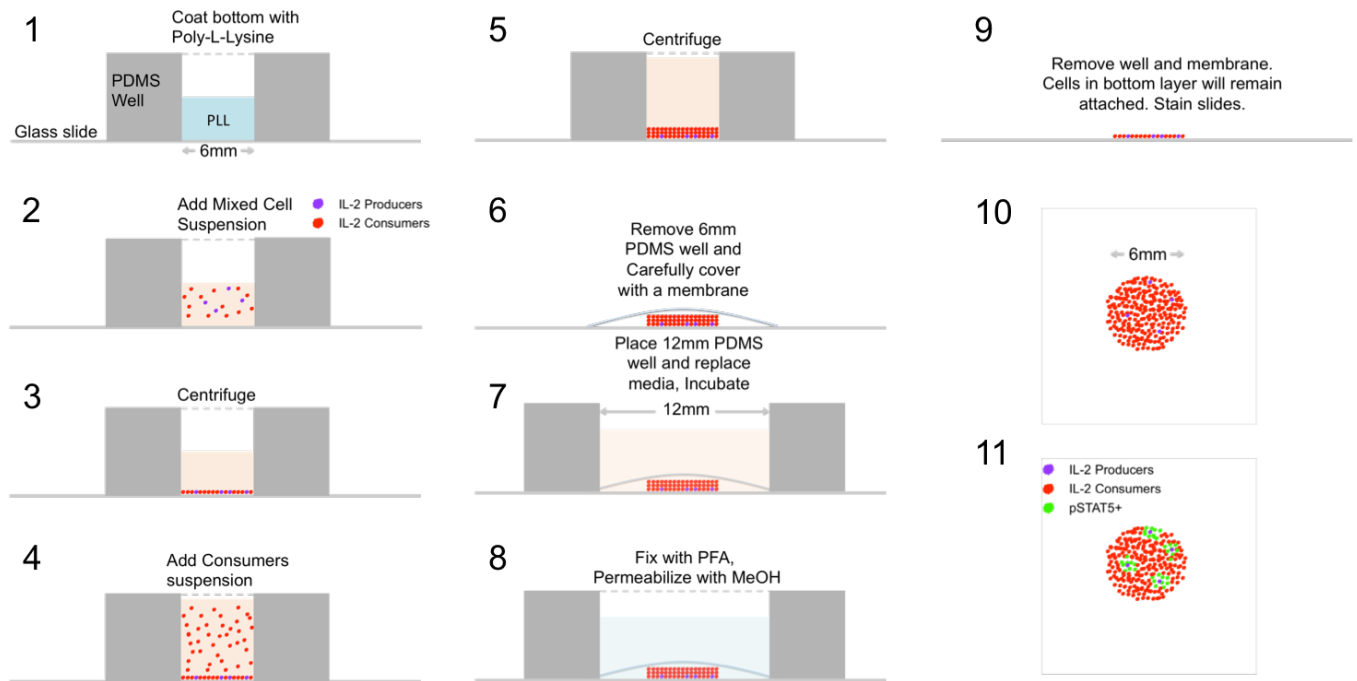 1
Coat bottom with
Poly-L-Lysine
PDMS
Well
PLL
Glass slide
6mm
2
Add Mixed Cell
Suspension
IL-2 Producers
IL-2 Consumers
3
Centrifuge
4
Add Consumers
suspension
5
Centrifuge
6
Remove 6mm
PDMS well and
Carefully cover
with a membrane
7
Place 12mm PDMS
well and replace
media, Incubate
12mm
8
Fix with PFA,
Permeabilize with MeOH
9
Remove well and membrane.
Cells in bottom layer will remain
attached. Stain slides.
10
6mm
11
IL-2 Producers
IL-2 Consumers
pSTAT5+